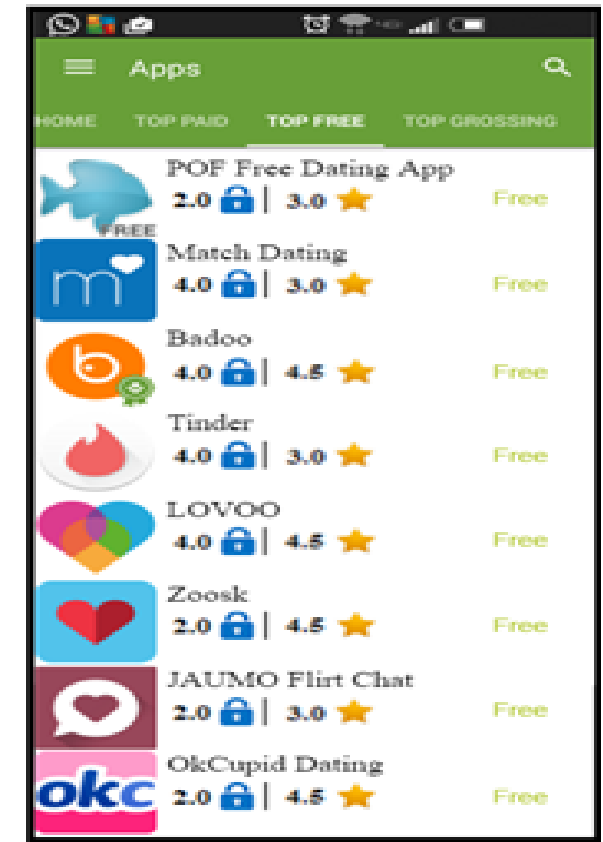 Apps
HOME TOP PAID TOP FREE TOP GROSSING
POF Free Dating App
2.0 | 3.0 Free
FREE
Match Dating
m
4.0 | 3.0 Free
Badoo
b
4.0 | 4.5 Free
Tinder
4.0 | 3.0 Free
LOVOO
4.0 | 4.5 Free
Zoosk
2.0 | 4.5 Free
JAUMO Flirt Chat
2.0 | 3.0 Free
OkCupid Dating
okc
2.0 | 4.5 Free